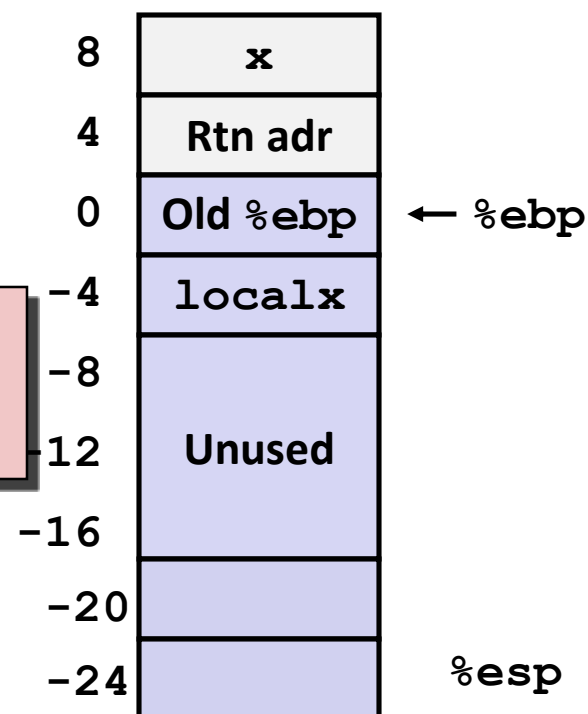 8 x
4 Rtn adr
0 Old %ebp ← %ebp
-4 localx
-8
-12 Unused
-16
-20
-24 %esp